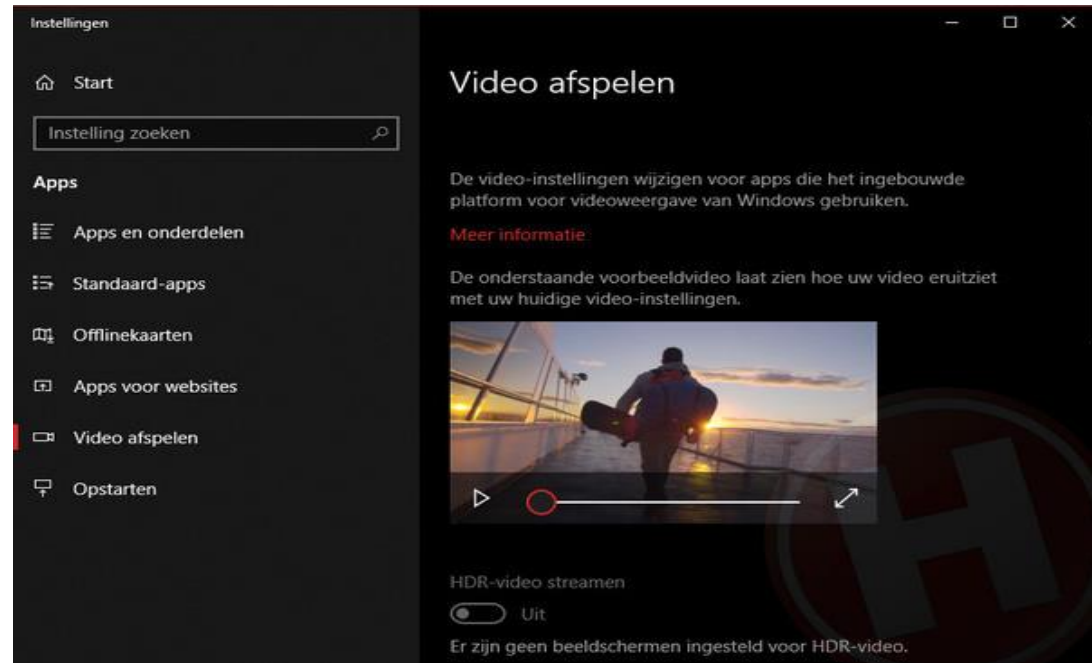 Instellingen
Start
Instelling zoeken
Apps
Apps en onderdelen
Standaard-apps
Offlinekaarten
Apps voor websites
Video afspelen
Opstarten
Video afspelen
De video-instellingen wijzigen voor apps die het ingebouwde
platform voor videoweergave van Windows gebruiken.
Meer informatie
De onderstaande voorbeeldvideo laat zien hoe uw video eruitziet
met uw huidige video-instellingen.
HDR-video streamen
Uit
Er zijn geen beeldschermen ingesteld voor HDR-video.
H